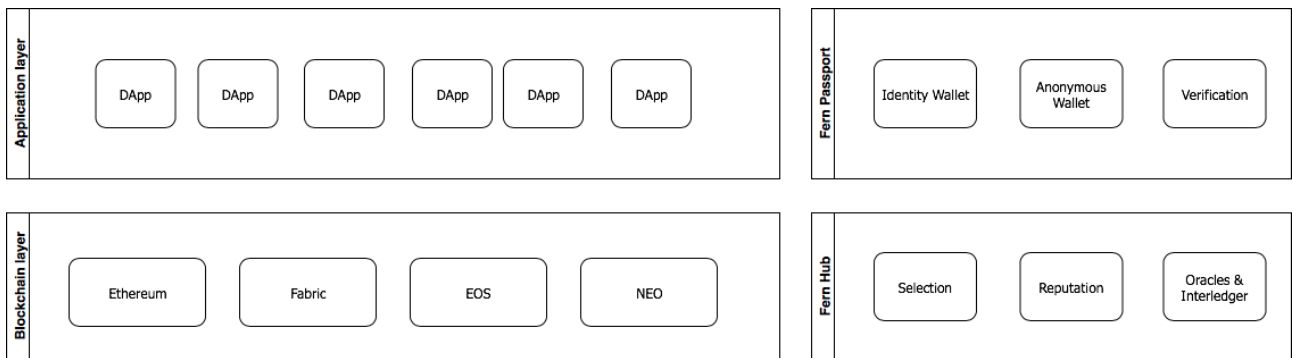 Application layer
DApp
DApp
DApp
DApp
DApp
DApp
Fern Passport
Identity Wallet
Anonymous
Wallet
Verification
Blockchain layer
Ethereum
Fabric
EOS
NEO
Fern Hub
Selection
Reputation
Oracles &
Interledger